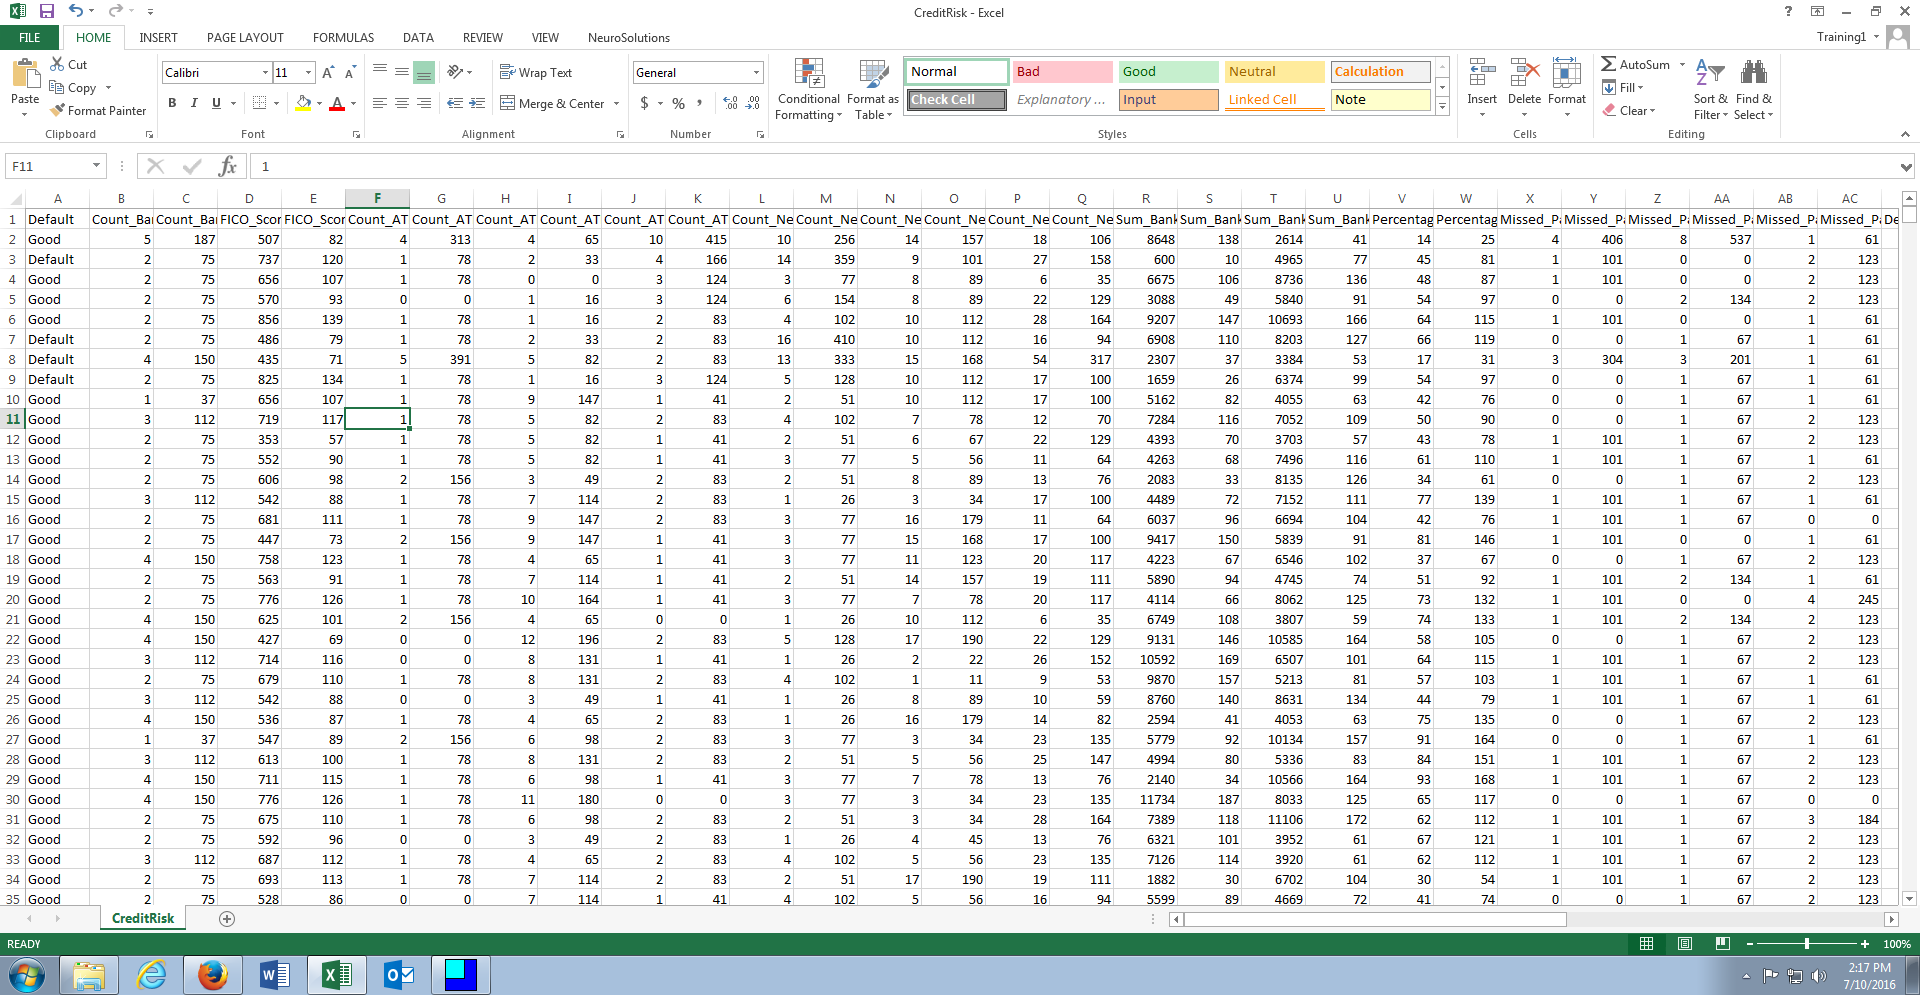 CreditRisk - Excel
FILE HOME INSERT PAGE LAYOUT FORMULAS DATA REVIEW VIEW NeuroSolutions Training1
Paste Cut Copy Format Painter Clipboard
Calibri 11 B I U Font
Wrap Text Merge & Center Alignment
General $ % , Number
Conditional Formatting Format as Table Normal Bad Good Neutral Calculation
Check Cell Explanatory ... Input Linked Cell Note Styles
Insert Delete Format Cells
AutoSum Fill Clear Sort & Filter Find & Select Editing
F11 fx 1
A B C D E F G H I J K L M N O P Q R S T U V W X Y Z AA AB AC
1 Default Count_Bar Count_Bar FICO_Scor FICO_Scor Count_AT Count_AT Count_AT Count_AT Count_AT Count_AT Count_Ne Count_Ne Count_Ne Count_Ne Count_Ne Count_Ne Sum_Bank Sum_Bank Sum_Bank Sum_Bank Percentag Percentag Missed_Pa Missed_Pa Missed_Pa Missed_Pa Missed_Pa Missed_Pa De
2 Good 5 187 507 82 4 313 4 65 10 415 10 256 14 157 18 106 8648 138 2614 41 14 25 4 406 8 537 1 61
3 Default 2 75 737 120 1 78 2 33 4 166 14 359 9 101 27 158 600 10 4965 77 45 81 1 101 0 0 2 123
4 Good 2 75 656 107 1 78 0 0 3 124 3 77 8 89 6 35 6675 106 8736 136 48 87 1 101 0 0 2 123
5 Good 2 75 570 93 0 0 1 16 3 124 6 154 8 89 22 129 3088 49 5840 91 54 97 0 0 2 134 2 123
6 Good 2 75 856 139 1 78 1 16 2 83 4 102 10 112 28 164 9207 147 10693 166 64 115 1 101 0 0 1 61
7 Default 2 75 486 79 1 78 2 33 2 83 16 410 10 112 16 94 6908 110 8203 127 66 119 0 0 1 67 1 61
8 Default 4 150 435 71 5 391 5 82 2 83 13 333 15 168 54 317 2307 37 3384 53 17 31 3 304 3 201 1 61
9 Default 2 75 825 134 1 78 1 16 3 124 5 128 10 112 17 100 1659 26 6374 99 54 97 0 0 1 67 1 61
10 Good 1 37 656 107 1 78 9 147 1 41 2 51 10 112 17 100 5162 82 4055 63 42 76 0 0 1 67 1 61
11 Good 3 112 719 117 1 78 5 82 2 83 4 102 7 78 12 70 7284 116 7052 109 50 90 0 0 1 67 2 123
12 Good 2 75 353 57 1 78 5 82 1 41 2 51 6 67 22 129 4393 70 3703 57 43 78 1 101 1 67 2 123
13 Good 2 75 552 90 1 78 5 82 1 41 3 77 5 56 11 64 4263 68 7496 116 61 110 1 101 1 67 1 61
14 Good 2 75 606 98 2 156 3 49 2 83 2 51 8 89 13 76 2083 33 8135 126 34 61 0 0 1 67 2 123
15 Good 3 112 542 88 1 78 7 114 2 83 1 26 3 34 17 100 4489 72 7152 111 77 139 1 101 1 67 1 61
16 Good 2 75 681 111 1 78 9 147 2 83 3 77 16 179 11 64 6037 96 6694 104 42 76 1 101 1 67 0 0
17 Good 2 75 447 73 2 156 9 147 1 41 3 77 15 168 17 100 9417 150 5839 91 81 146 1 101 0 0 1 61
18 Good 4 150 758 123 1 78 4 65 1 41 3 77 11 123 20 117 4223 67 6546 102 37 67 0 0 1 67 2 123
19 Good 2 75 563 91 1 78 7 114 1 41 2 51 14 157 19 111 5890 94 4745 74 51 92 1 101 2 134 1 61
20 Good 2 75 776 126 1 78 10 164 1 41 3 77 7 78 20 117 4114 66 8062 125 73 132 1 101 0 0 4 245
21 Good 4 150 625 101 2 156 4 65 0 0 1 26 10 112 6 35 6749 108 3807 59 74 133 1 101 2 134 2 123
22 Good 4 150 427 69 0 0 12 196 2 83 5 128 17 190 22 129 9131 146 10585 164 58 105 0 0 1 67 2 123
23 Good 3 112 714 116 0 0 8 131 1 41 1 26 2 22 26 152 10592 169 6507 101 64 115 1 101 1 67 2 123
24 Good 2 75 679 110 1 78 8 131 2 83 4 102 1 11 9 53 9870 157 5213 81 57 103 1 101 1 67 1 61
25 Good 3 112 542 88 0 0 3 49 1 41 1 26 8 89 10 59 8760 140 8631 134 44 79 1 101 1 67 1 61
26 Good 4 150 536 87 1 78 4 65 2 83 1 26 16 179 14 82 2594 41 4053 63 75 135 0 0 1 67 2 123
27 Good 1 37 547 89 2 156 6 98 2 83 3 77 3 34 23 135 5779 92 10134 157 91 164 0 0 1 67 1 61
28 Good 3 112 613 100 1 78 8 131 2 83 2 51 5 56 25 147 4994 80 5336 83 84 151 1 101 1 67 2 123
29 Good 4 150 711 115 1 78 6 98 1 41 3 77 7 78 13 76 2140 34 10566 164 93 168 1 101 1 67 2 123
30 Good 4 150 776 126 1 78 11 180 0 0 3 77 3 34 23 135 11734 187 8033 125 65 117 0 0 1 67 0 0
31 Good 2 75 675 110 1 78 6 98 2 83 2 51 3 34 28 164 7389 118 11106 172 62 112 1 101 1 67 3 184
32 Good 2 75 592 96 0 0 3 49 2 83 1 26 4 45 13 76 6321 101 3952 61 67 121 1 101 1 67 2 123
33 Good 3 112 687 112 1 78 4 65 2 83 4 102 5 56 23 135 7126 114 3920 61 62 112 1 101 1 67 2 123
34 Good 2 75 693 113 1 78 7 114 2 83 2 51 17 190 19 111 1882 30 6702 104 30 54 1 101 1 67 2 123
35 Good 2 75 528 86 0 0 7 114 1 41 4 102 5 56 16 94 5599 89 4669 72 41 74 0 0 1 67 2 123
CreditRisk
READY 100%
2:17 PM
7/10/2016